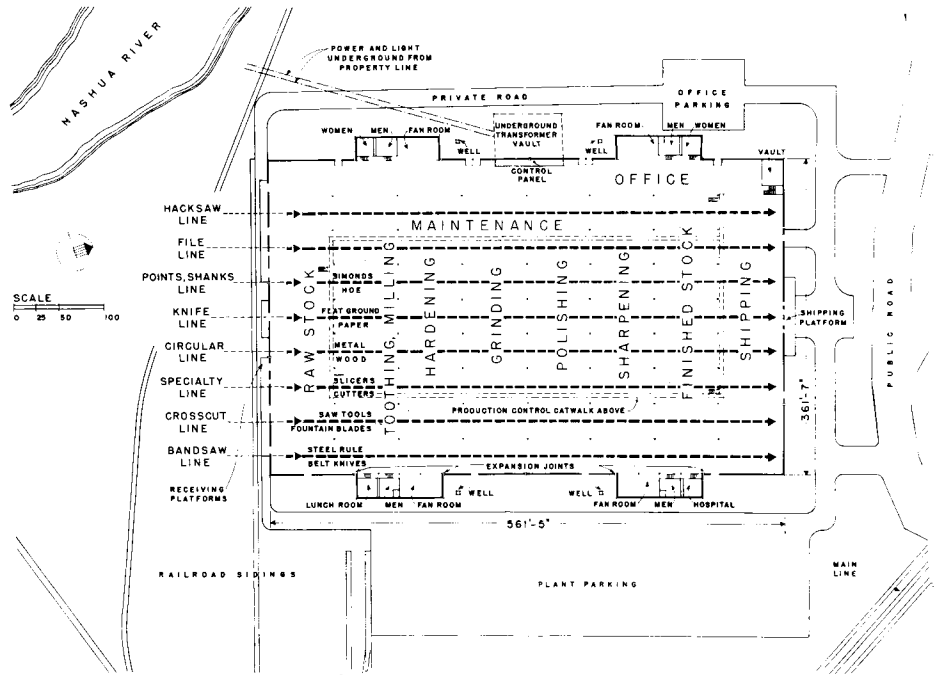 NASHUA RIVER
POWER AND LIGHT
UNDERGROUND FROM
PROPERTY LINE
PRIVATE ROAD
OFFICE
PARKING
WOMEN
MEN
FAN ROOM
WELL
UNDERGROUND
TRANSFORMER
VAULT
CONTROL
PANEL
WELL
FAN ROOM
MEN
WOMEN
VAULT
OFFICE
MAINTENANCE
HACKSAW
LINE
FILE
LINE
POINTS, SHANKS
LINE
KNIFE
LINE
CIRCULAR
LINE
SPECIALTY
LINE
CROSSCUT
LINE
BANDSAW
LINE
SCALE
0 25 50 100
RAW STOCK
TOOTHING, MILLING
HARDENING
GRINDING
POLISHING
SHARPENING
FINISHED STOCK
SHIPPING
SIMONDS
HOE
FLAT GROUND
PAPER
METAL
WOOD
SLICERS
CUTTERS
SAW TOOLS
FOUNTAIN BLADES
STEEL RULE
BELT KNIVES
PRODUCTION CONTROL CATWALK ABOVE
SHIPPING
PLATFORM
PUBLIC ROAD
361'-7"
EXPANSION JOINTS
RECEIVING
PLATFORMS
LUNCH ROOM
MEN
FAN ROOM
WELL
WELL
FAN ROOM
MEN
HOSPITAL
561'-5"
RAILROAD SIDINGS
PLANT PARKING
MAIN
LINE